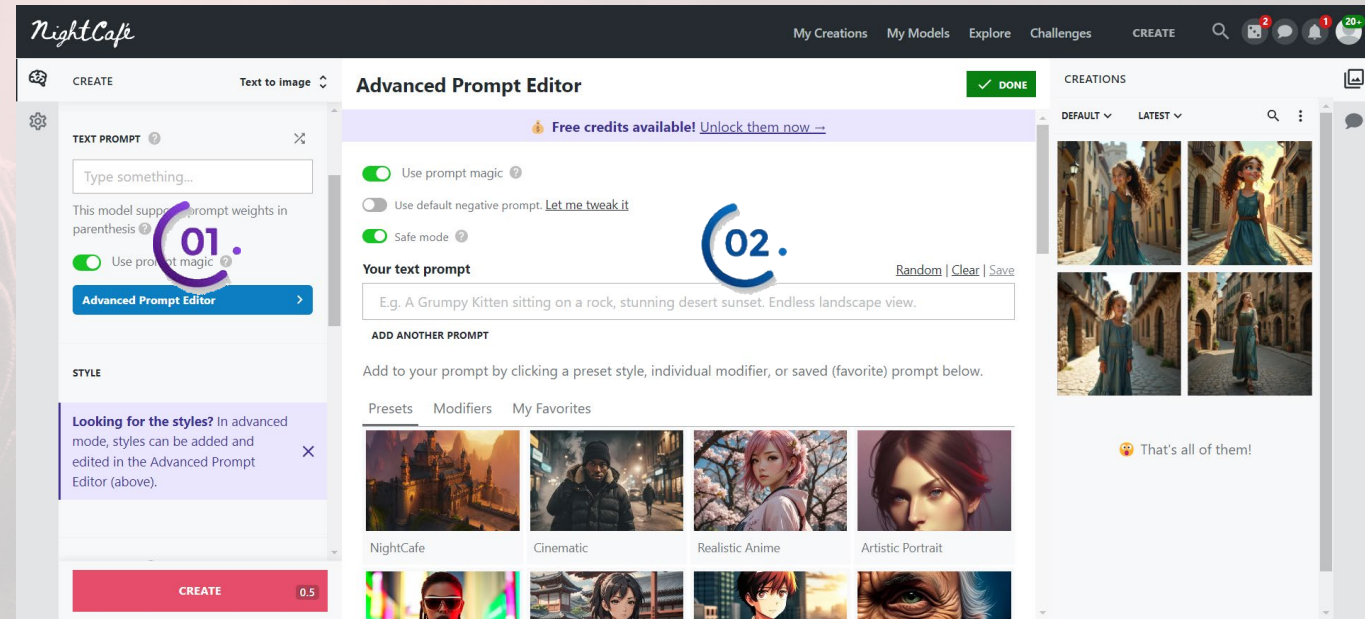 NightCafé
My Creations My Models Explore Challenges CREATE 2 1 20+
CREATE Text to image
TEXT PROMPT ?
Type something...
This model supports prompt weights in
parenthesis ?
01.
Use prompt magic ?
Advanced Prompt Editor >
STYLE
Looking for the styles? In advanced
mode, styles can be added and
edited in the Advanced Prompt
Editor (above).
CREATE 0.5
Advanced Prompt Editor DONE
Free credits available! Unlock them now →
Use prompt magic ?
Use default negative prompt. Let me tweak it
Safe mode ?
02.
Your text prompt Random | Clear | Save
E.g. A Grumpy Kitten sitting on a rock, stunning desert sunset. Endless landscape view.
ADD ANOTHER PROMPT
Add to your prompt by clicking a preset style, individual modifier, or saved (favorite) prompt below.
Presets Modifiers My Favorites
NightCafe Cinematic Realistic Anime Artistic Portrait
CREATIONS
DEFAULT LATEST
That's all of them!